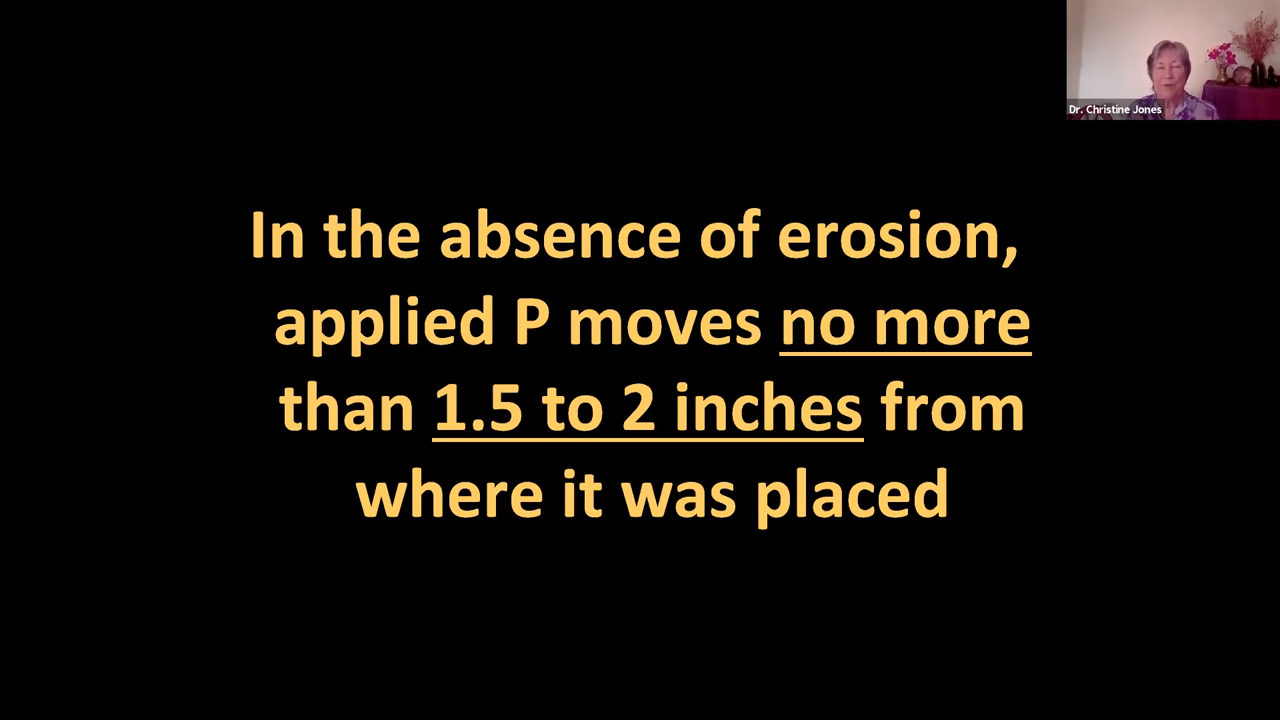 Dr. Christine Jones
In the absence of erosion,
applied P moves no more
than 1.5 to 2 inches from
where it was placed